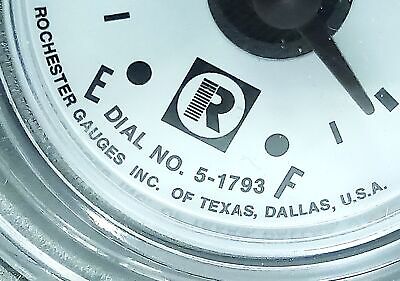 E
R
F
DIAL NO. 5-1793
ROCHESTER GAUGES INC. OF TEXAS, DALLAS, U.S.A.